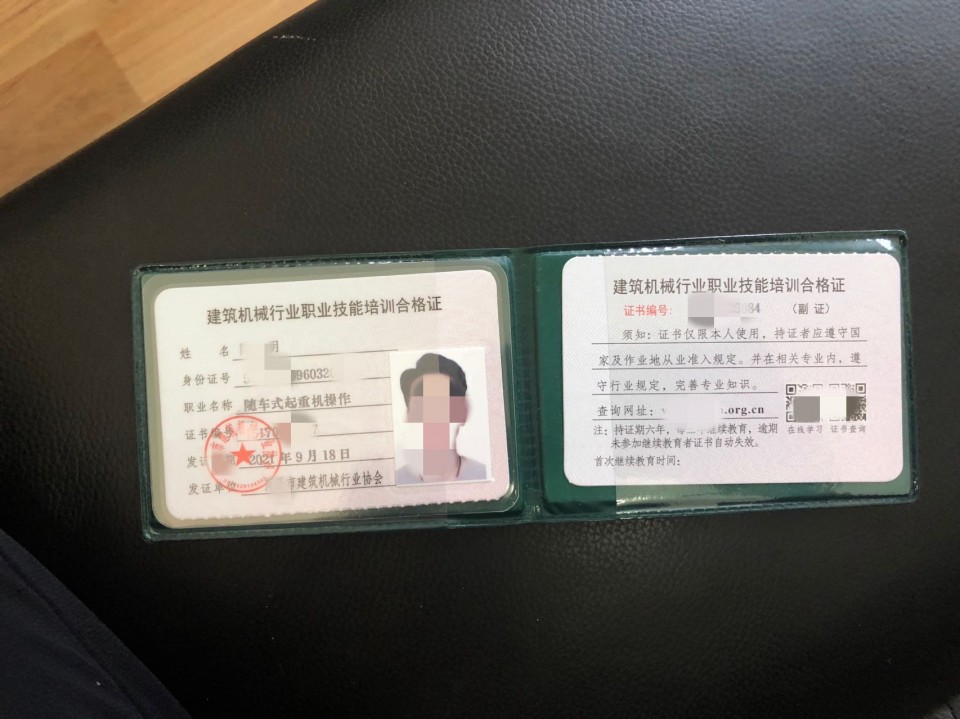 建筑机械行业职业技能培训合格证
姓 名 明
身份证号 96032
职业名称 随车式起重机操作
证书编号
发证日期 2021年9月18日
发证单 市建筑机械行业协会
建筑机械行业职业技能培训合格证
证书编号: 84 (副 证)
须知：证书仅限本人使用，持证者应遵守国
家及作业地从业准入规定。并在相关专业内，遵
守行业规定，完善专业知识。
查询网址： .org.cn
在线学习 证书查询
注：持证期六年，每 年继续教育，逾期
未参加继续教育者证书自动失效。
首次继续教育时间：